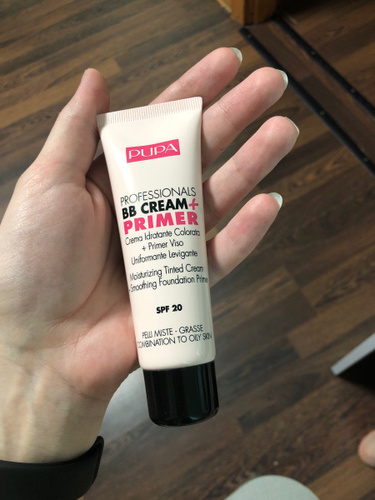 PUPA
PROFESSIONALS
BB CREAM+
PRIMER
Crema Idratante Colorata
+ Primer Viso
Uniformante Levigante
Moisturizing Tinted Cream
Smoothing Foundation Primer
SPF 20
PELLI MISTE - GRASSE
COMBINATION TO OILY SKIN